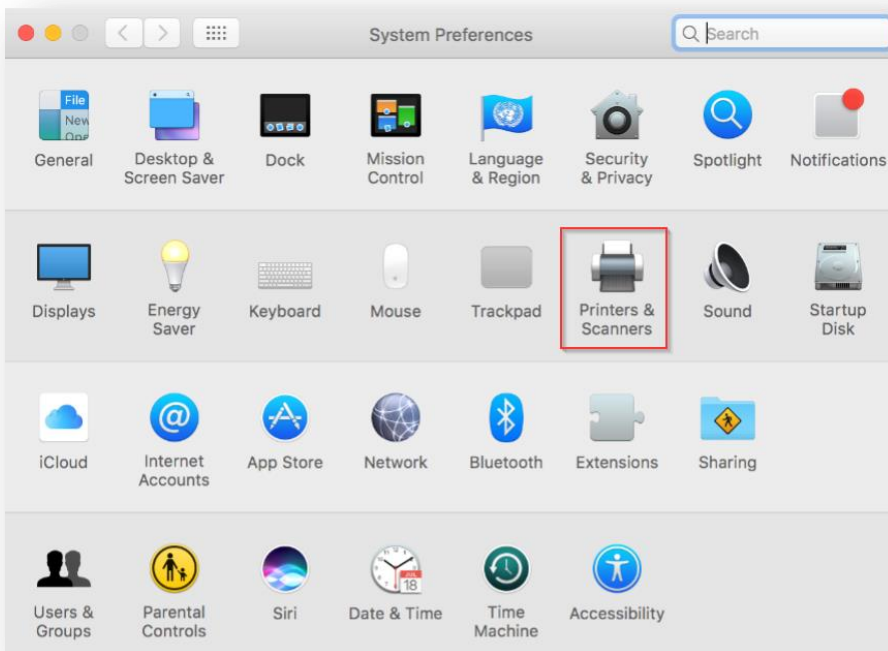 System Preferences
Search
File
New
Ope
General
Desktop &
Screen Saver
Dock
Mission
Control
Language
& Region
Security
& Privacy
Spotlight
Notifications
Displays
Energy
Saver
Keyboard
Mouse
Trackpad
Printers &
Scanners
Sound
Startup
Disk
iCloud
@
Internet
Accounts
App Store
Network
Bluetooth
Extensions
Sharing
Users &
Groups
Parental
Controls
Siri
JUL
18
Date & Time
Time
Machine
Accessibility